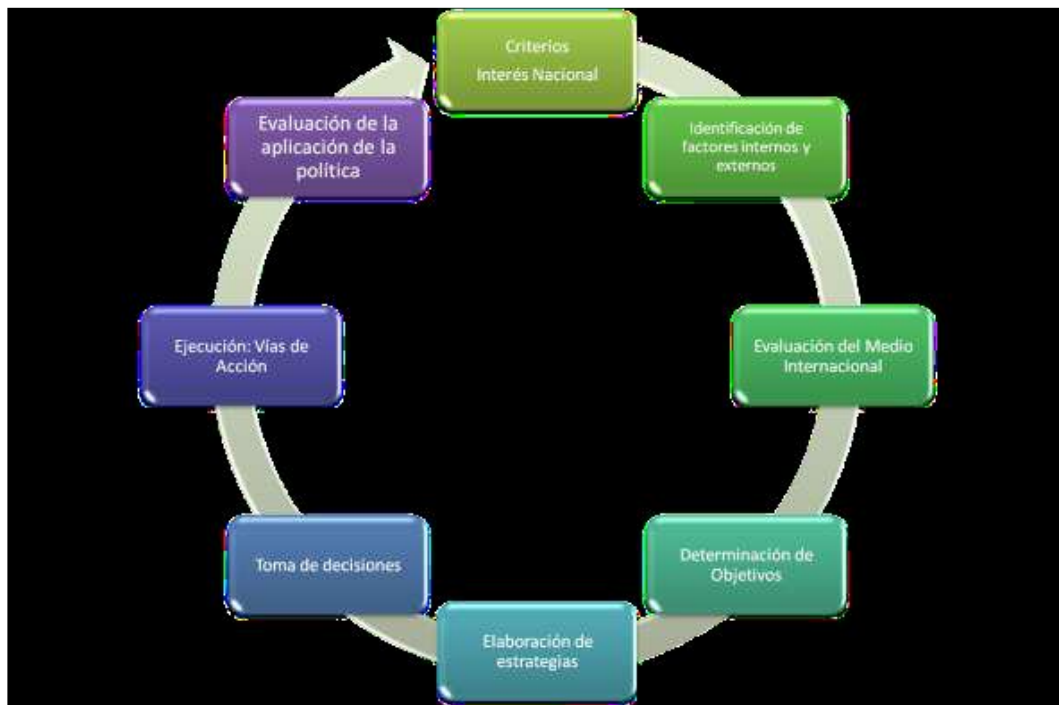 Criterios
Interés Nacional
Identificación de
factores internos y
externos
Evaluación del Medio
Internacional
Determinación de
Objetivos
Elaboración de
estrategias
Toma de decisiones
Ejecución: Vías de
Acción
Evaluación de la
aplicación de la
política